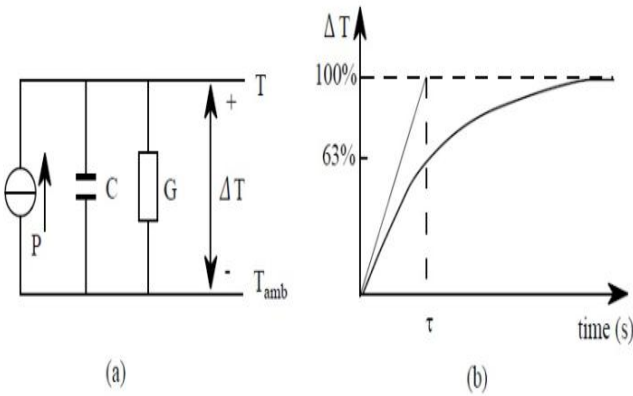 T
+
C
G
ΔT
P
-
T_amb
(a)
ΔT
100%
63%
τ
time (s)
(b)